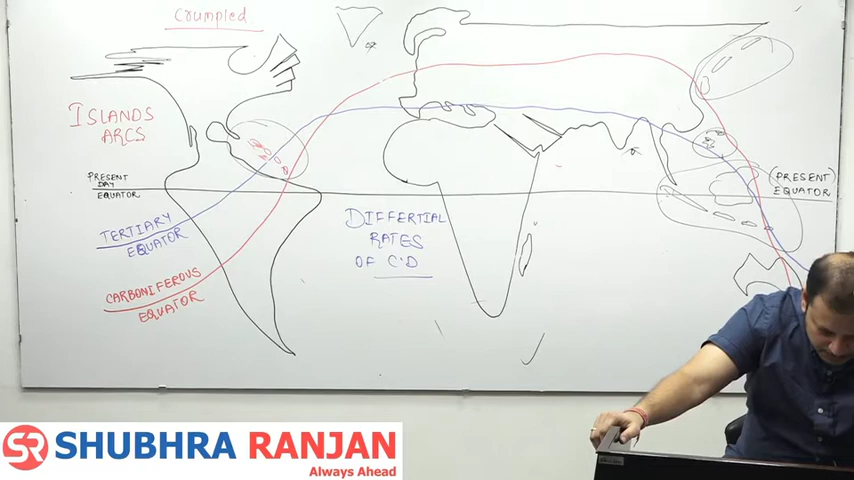 Crumpled
ISLANDS
ARCS
PRESENT
DAY
EQUATOR
(PRESENT)
EQUATOR
TERTIARY
EQUATOR
DIFFERTIAL
RATES
OF C.D
CARBONIFEROUS
EQUATOR
SR SHUBHRA RANJAN
Always Ahead